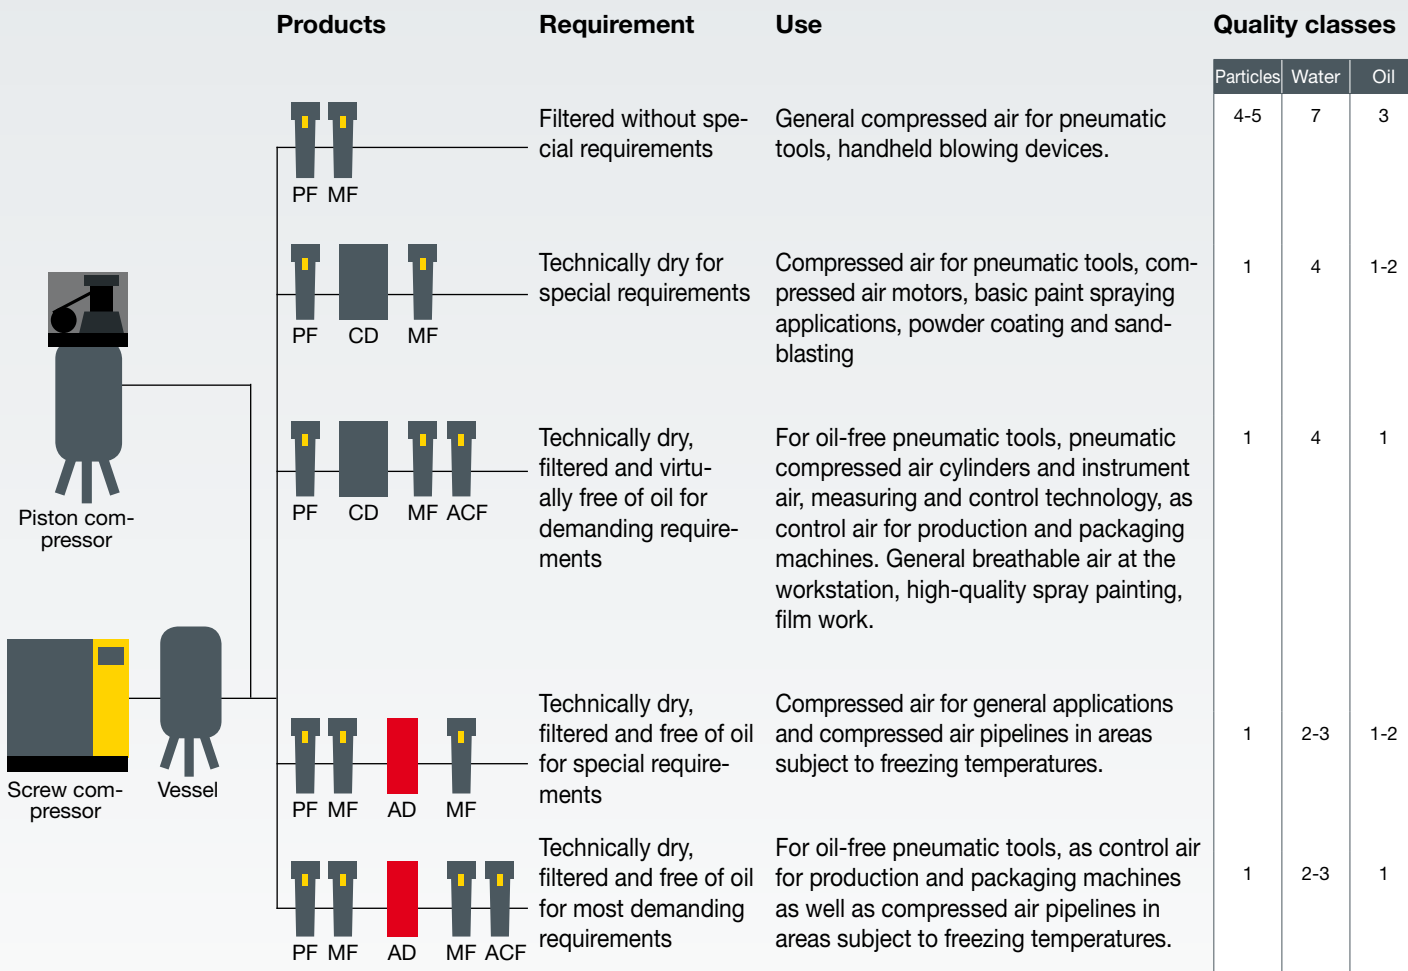 Products
Requirement
Use
Quality classes
Particles
Water
Oil
PF MF
Filtered without spe-
cial requirements
General compressed air for pneumatic
tools, handheld blowing devices.
4-5
7
3
PF
CD
MF
Technically dry for
special requirements
Compressed air for pneumatic tools, com-
pressed air motors, basic paint spraying
applications, powder coating and sand-
blasting
1
4
1-2
Piston com-
pressor
PF
CD
MF ACF
Technically dry,
filtered and virtu-
ally free of oil for
demanding require-
ments
For oil-free pneumatic tools, pneumatic
compressed air cylinders and instrument
air, measuring and control technology, as
control air for production and packaging
machines. General breathable air at the
workstation, high-quality spray painting,
film work.
1
4
1
Screw com-
pressor
Vessel
PF MF
AD
MF
Technically dry,
filtered and free of oil
for special require-
ments
Compressed air for general applications
and compressed air pipelines in areas
subject to freezing temperatures.
1
2-3
1-2
PF MF
AD
MF ACF
Technically dry,
filtered and free of oil
for most demanding
requirements
For oil-free pneumatic tools, as control air
for production and packaging machines
as well as compressed air pipelines in
areas subject to freezing temperatures.
1
2-3
1